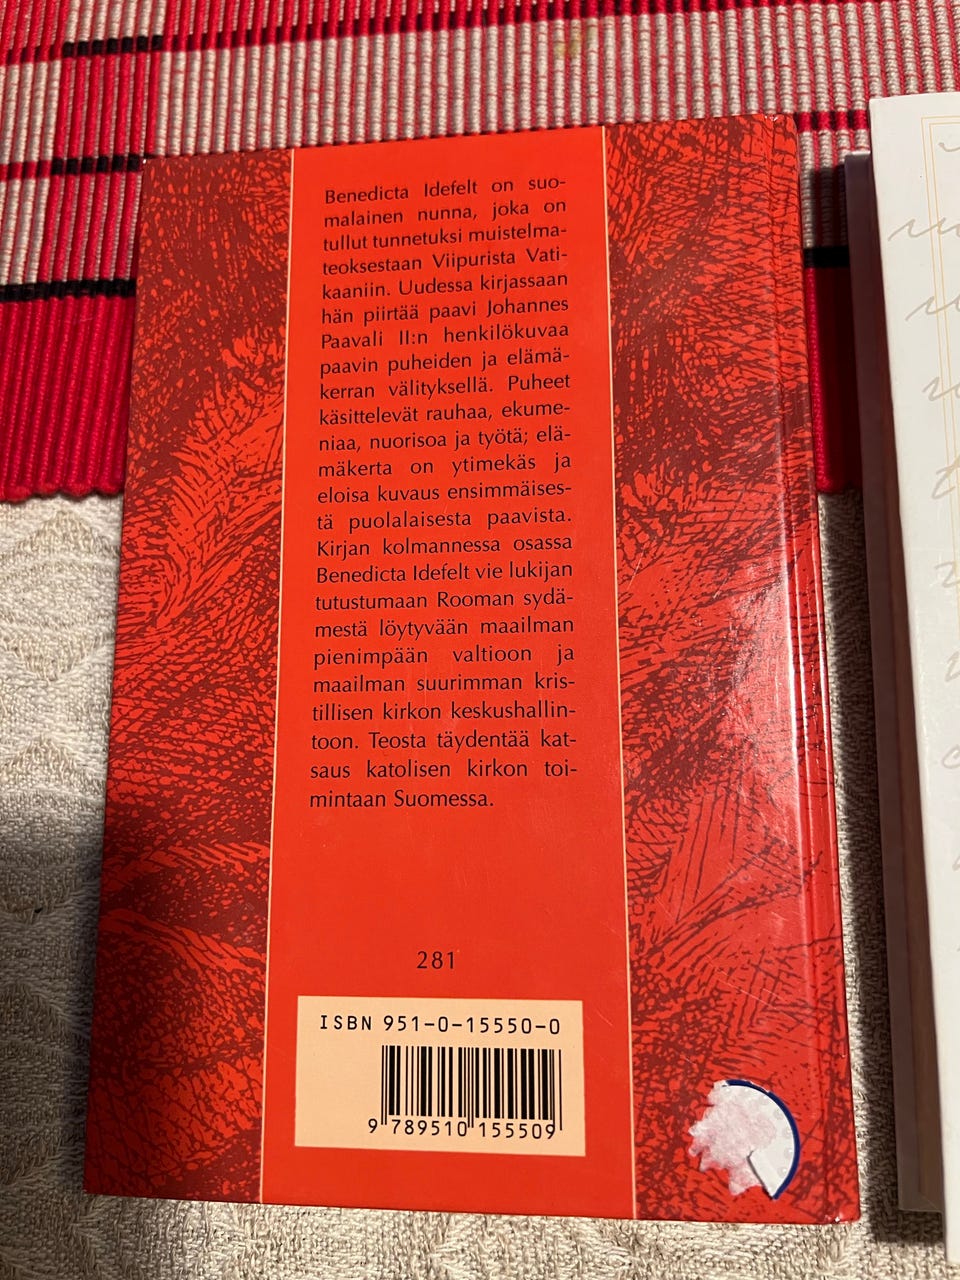 Benedicta Idefelt on suo-
malainen nunna, joka on
tullut tunnetuksi muistelma-
teoksestaan Viipurista Vati-
kaaniin. Uudessa kirjassaan
hän piirtää paavi Johannes
Paavali II:n henkilökuvaa
paavin puheiden ja elämä-
kerran välityksellä. Puheet
käsittelevät rauhaa, ekume-
niaa, nuorisoa ja työtä; elä-
mäkerta on ytimekäs ja
eloisa kuvaus ensimmäises-
tä puolalaisesta paavista.
Kirjan kolmannessa osassa
Benedicta Idefelt vie lukijan
tutustumaan Rooman sydä-
mestä löytyvään maailman
pienimpään valtioon ja
maailman suurimman kris-
tillisen kirkon keskushallin-
toon. Teosta täydentää kat-
saus katolisen kirkon toi-
mintaan Suomessa.
281
ISBN 951-0-15550-0
9 789510 155509